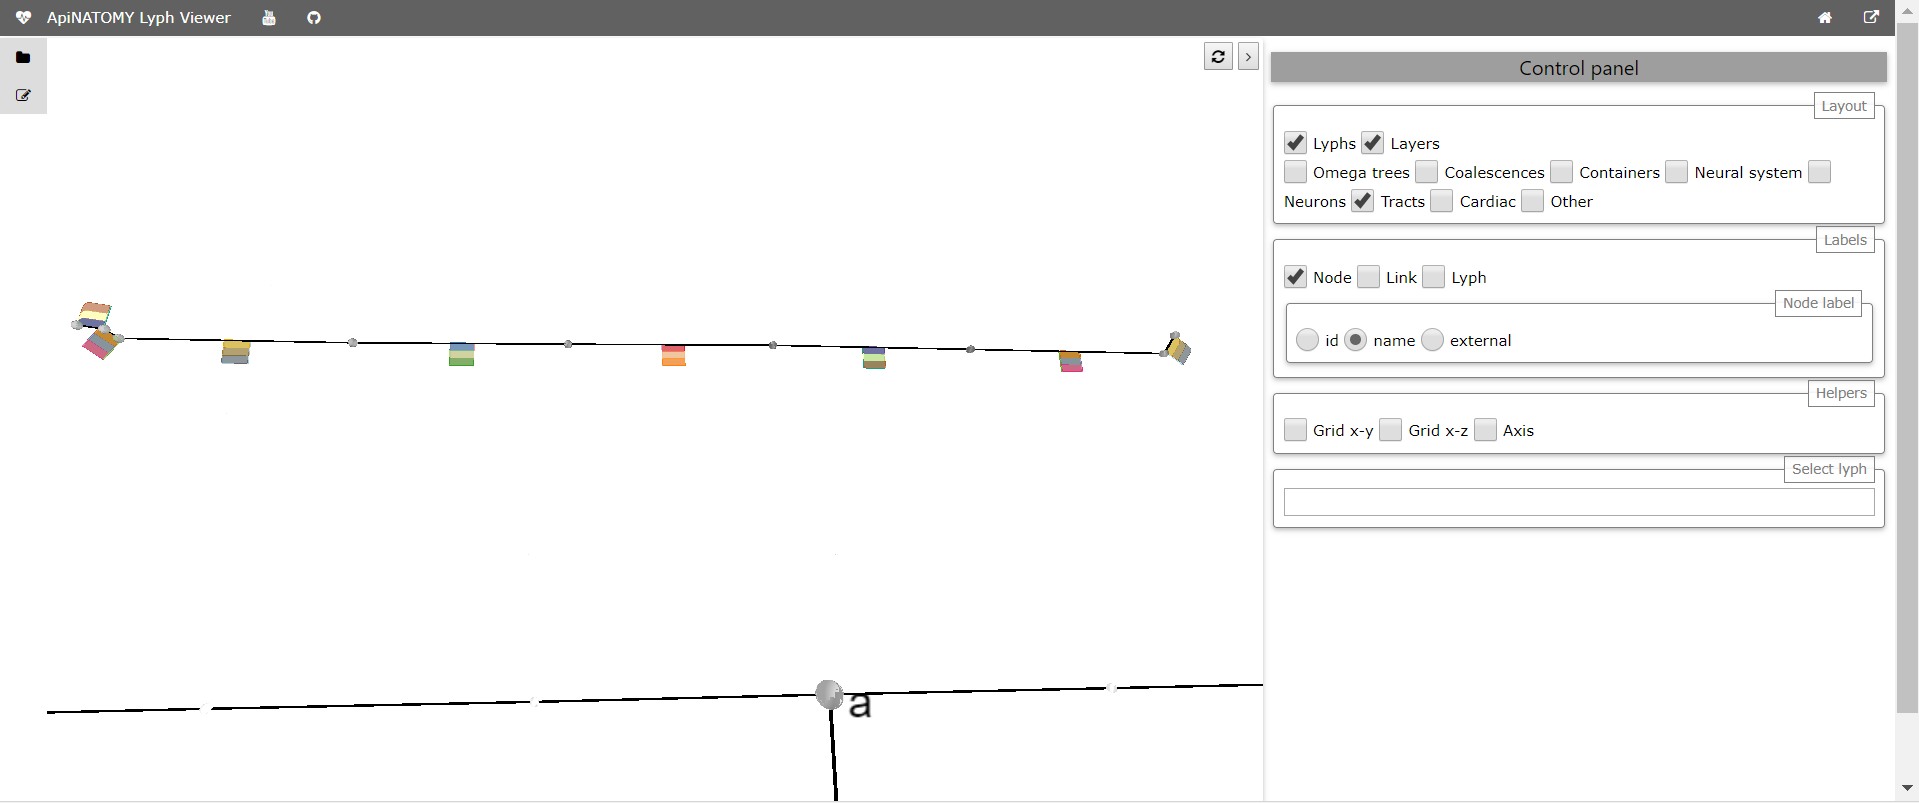 ApiNATOMY Lyph Viewer
Control panel
Layout
Lyphs Layers
Omega trees Coalescences Containers Neural system
Neurons Tracts Cardiac Other
Labels
Node Link Lyph
Node label
id name external
Helpers
Grid x-y Grid x-z Axis
Select lyph
a